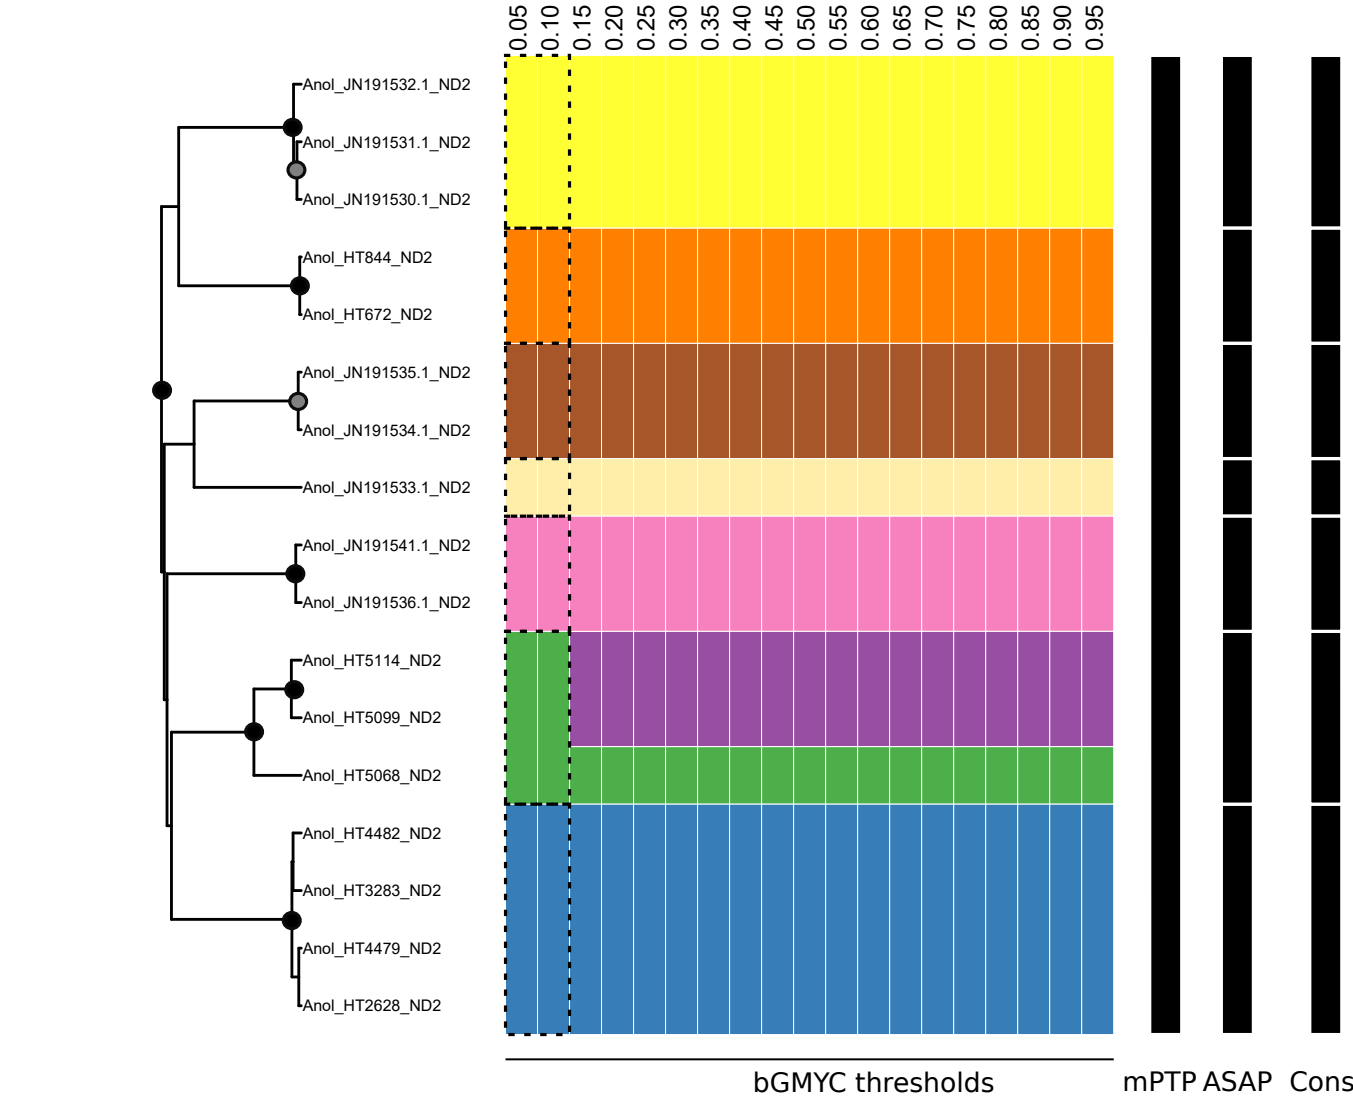 0.05 0.10 0.15 0.20 0.25 0.30 0.35 0.40 0.45 0.50 0.55 0.60 0.65 0.70 0.75 0.80 0.85 0.90 0.95
Anol_JN191532.1_ND2
Anol_JN191531.1_ND2
Anol_JN191530.1_ND2
Anol_HT844_ND2
Anol_HT672_ND2
Anol_JN191535.1_ND2
Anol_JN191534.1_ND2
Anol_JN191533.1_ND2
Anol_JN191541.1_ND2
Anol_JN191536.1_ND2
Anol_HT5114_ND2
Anol_HT5099_ND2
Anol_HT5068_ND2
Anol_HT4482_ND2
Anol_HT3283_ND2
Anol_HT4479_ND2
Anol_HT2628_ND2
bGMYC thresholds mPTP ASAP Cons